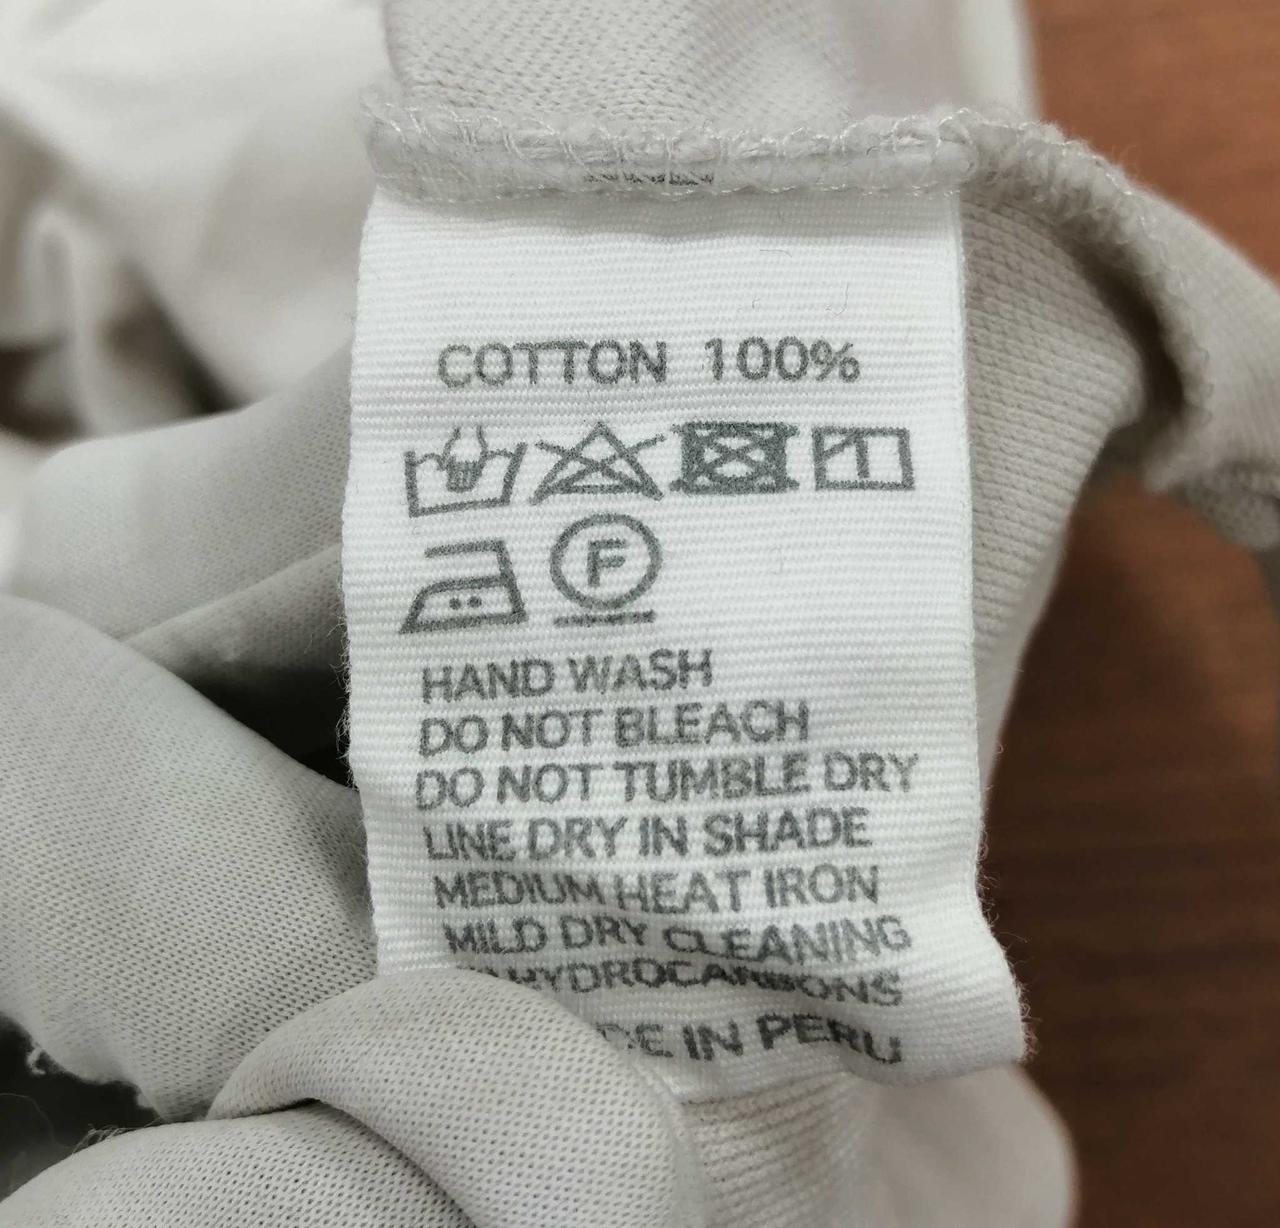 COTTON 100%
F
HAND WASH
DO NOT BLEACH
DO NOT TUMBLE DRY
LINE DRY IN SHADE
MEDIUM HEAT IRON
MILD DRY CLEANING
HYDROCARBONS
IN PERU